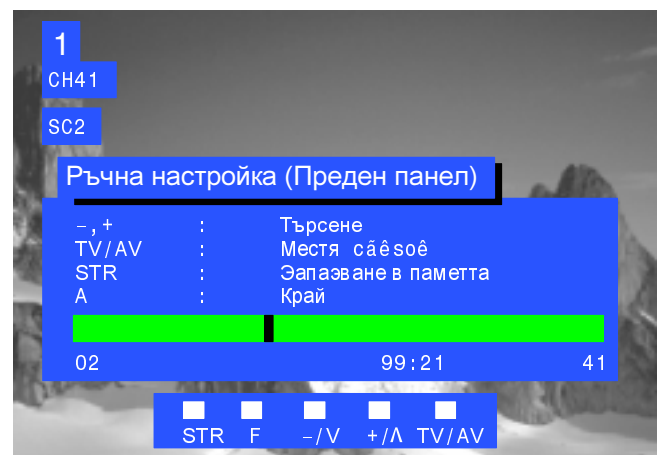 1
CH41
SC2
Ръчна настройка (Преден панел)
–,+ : Търсене
TV/AV : Местя cãêsoê
STR : Эапаэване в паметта
A : Край
02 99:21 41
STR F –/V +/Λ TV/AV